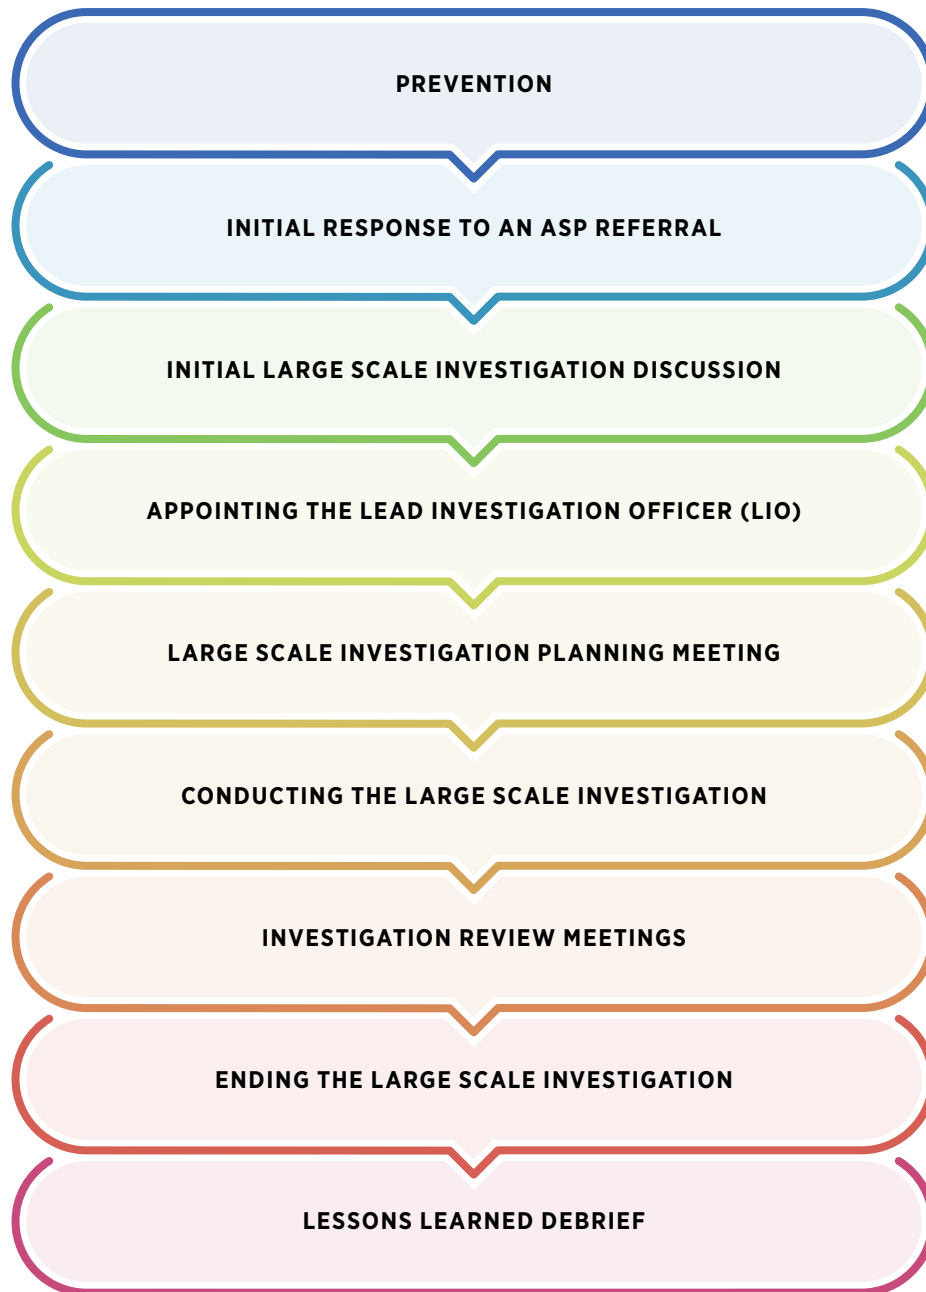 PREVENTION
INITIAL RESPONSE TO AN ASP REFERRAL
INITIAL LARGE SCALE INVESTIGATION DISCUSSION
APPOINTING THE LEAD INVESTIGATION OFFICER (LIO)
LARGE SCALE INVESTIGATION PLANNING MEETING
CONDUCTING THE LARGE SCALE INVESTIGATION
INVESTIGATION REVIEW MEETINGS
ENDING THE LARGE SCALE INVESTIGATION
LESSONS LEARNED DEBRIEF